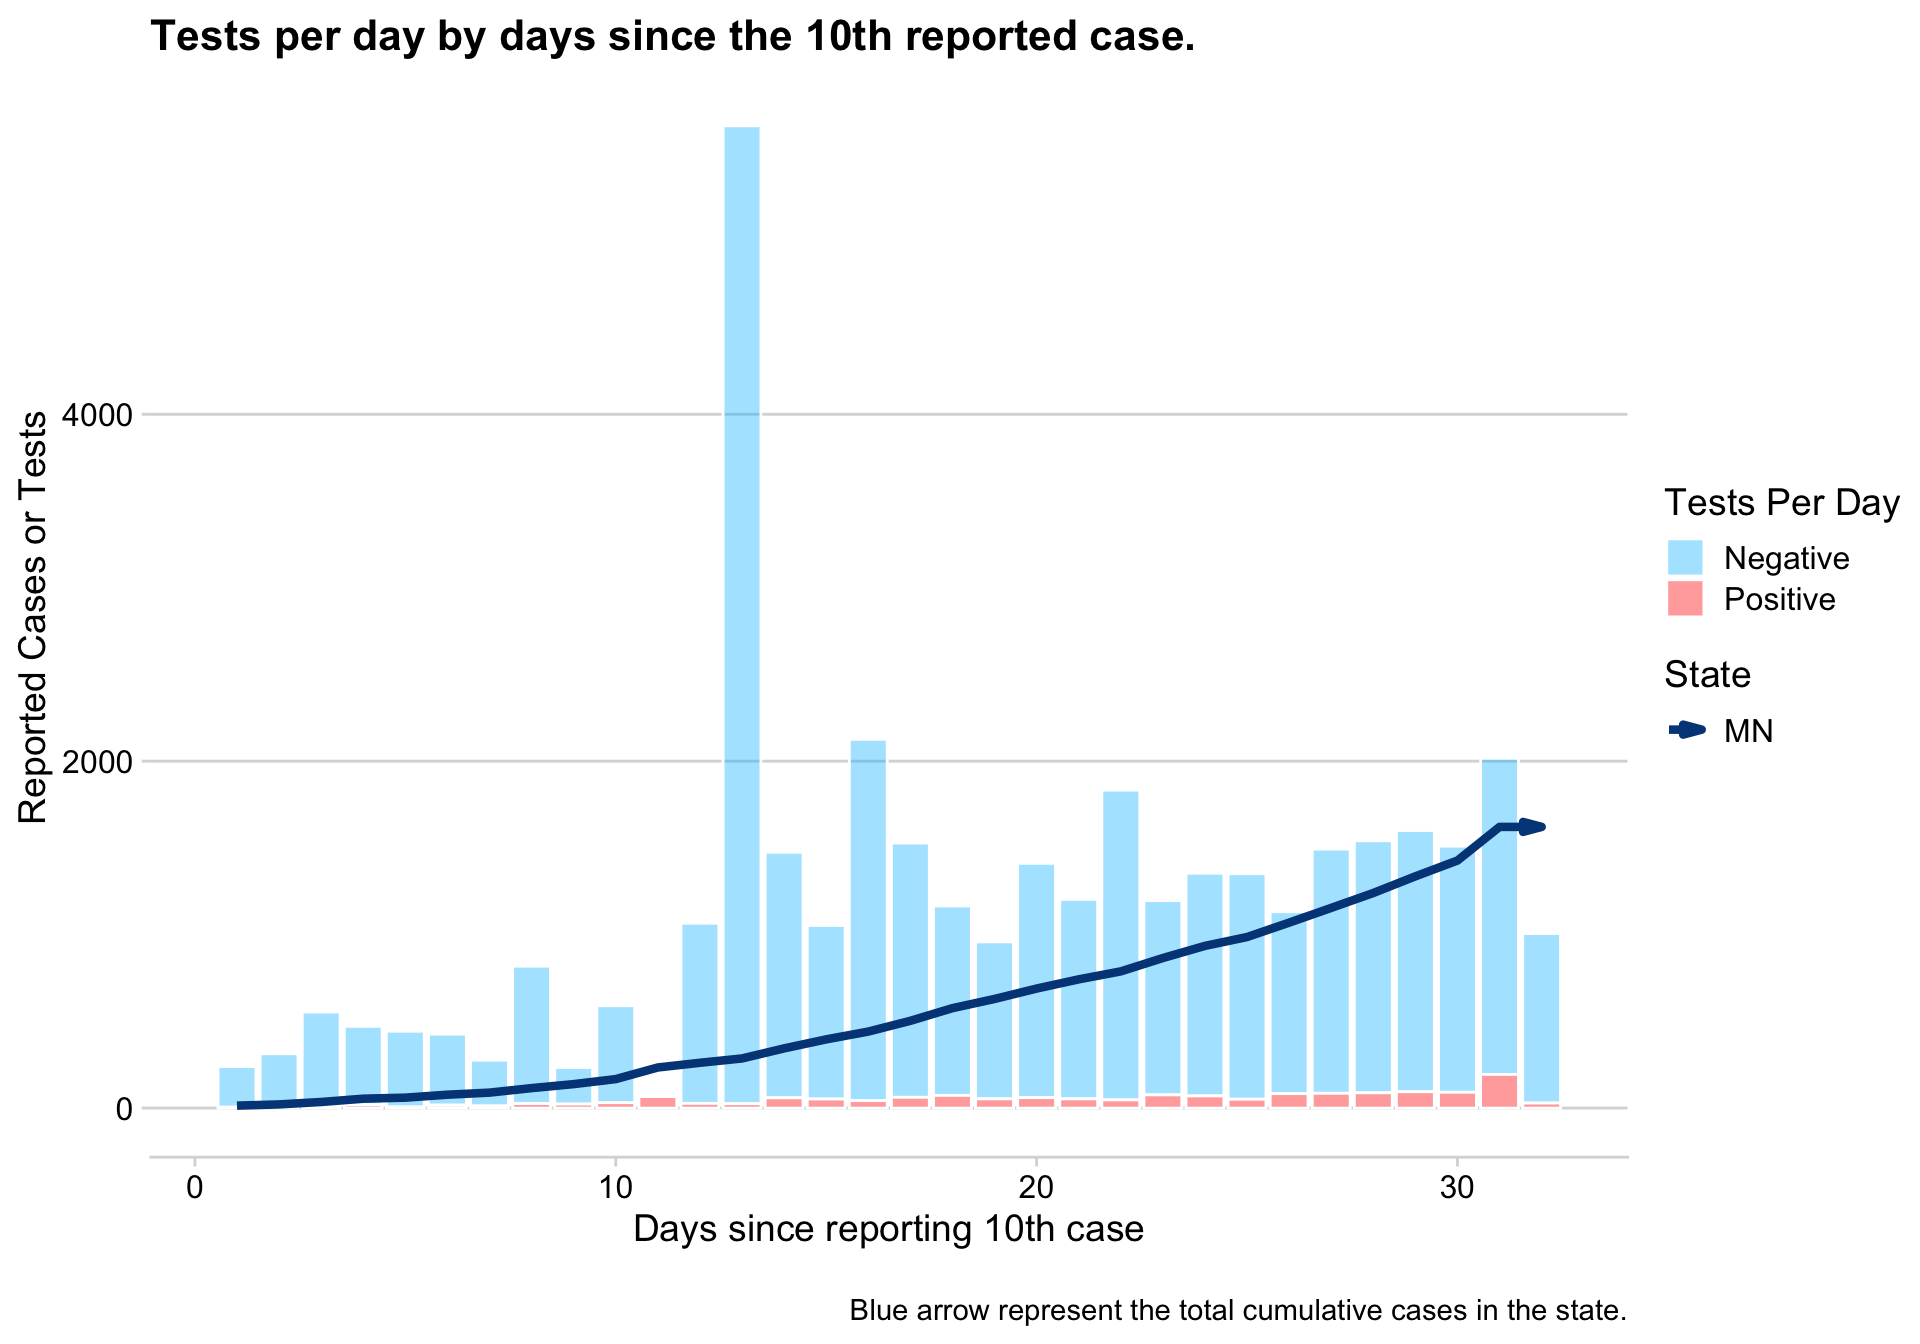 Tests per day by days since the 10th reported case.
Reported Cases or Tests
4000
2000
0
0
10
20
30
Days since reporting 10th case
Tests Per Day
Negative
Positive
State
MN
Blue arrow represent the total cumulative cases in the state.